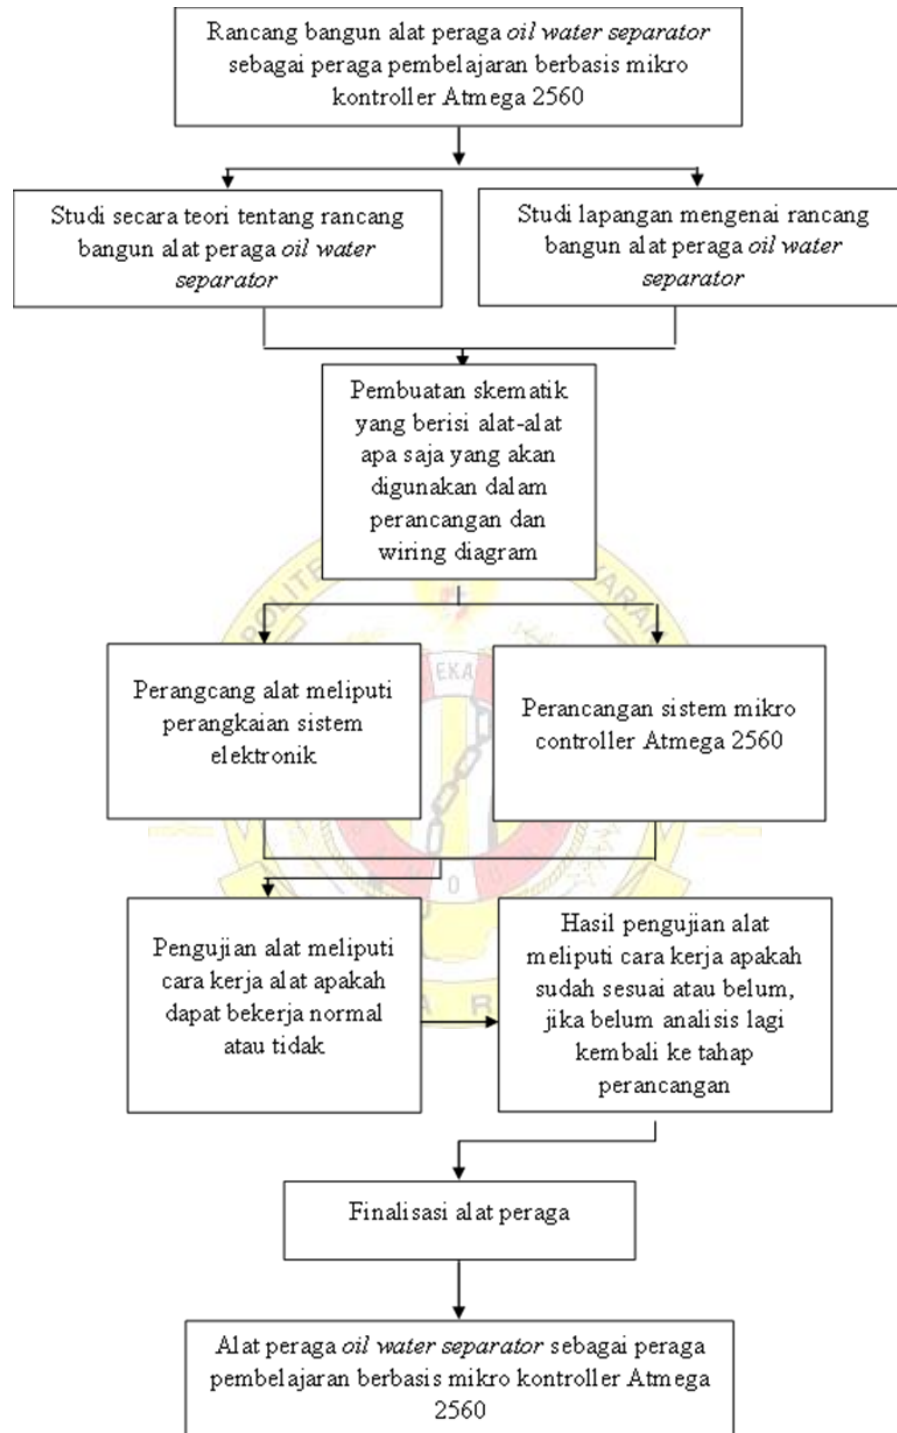 Rancang bangun alat peraga oil water separator
sebagai peraga pembelajaran berbasis mikro
kontroller Atmega 2560
Studi secara teori tentang rancang
bangun alat peraga oil water
separator
Studi lapangan mengenai rancang
bangun alat peraga oil water
separator
Pembuatan skematik
yang berisi alat-alat
apa saja yang akan
digunakan dalam
perancangan dan
wiring diagram
EKA
Perangcang alat meliputi
perangkaian sistem
elektronik
Perancangan sistem mikro
controller Atmega 2560
Pengujian alat meliputi
cara kerja alat apakah
dapat bekerja normal
atau tidak
Hasil pengujian alat
meliputi cara kerja apakah
sudah sesuai atau belum,
jika belum analisis lagi
kembali ke tahap
perancangan
Finalisasi alat peraga
Alat peraga oil water separator sebagai peraga
pembelajaran berbasis mikro kontroller Atmega
2560